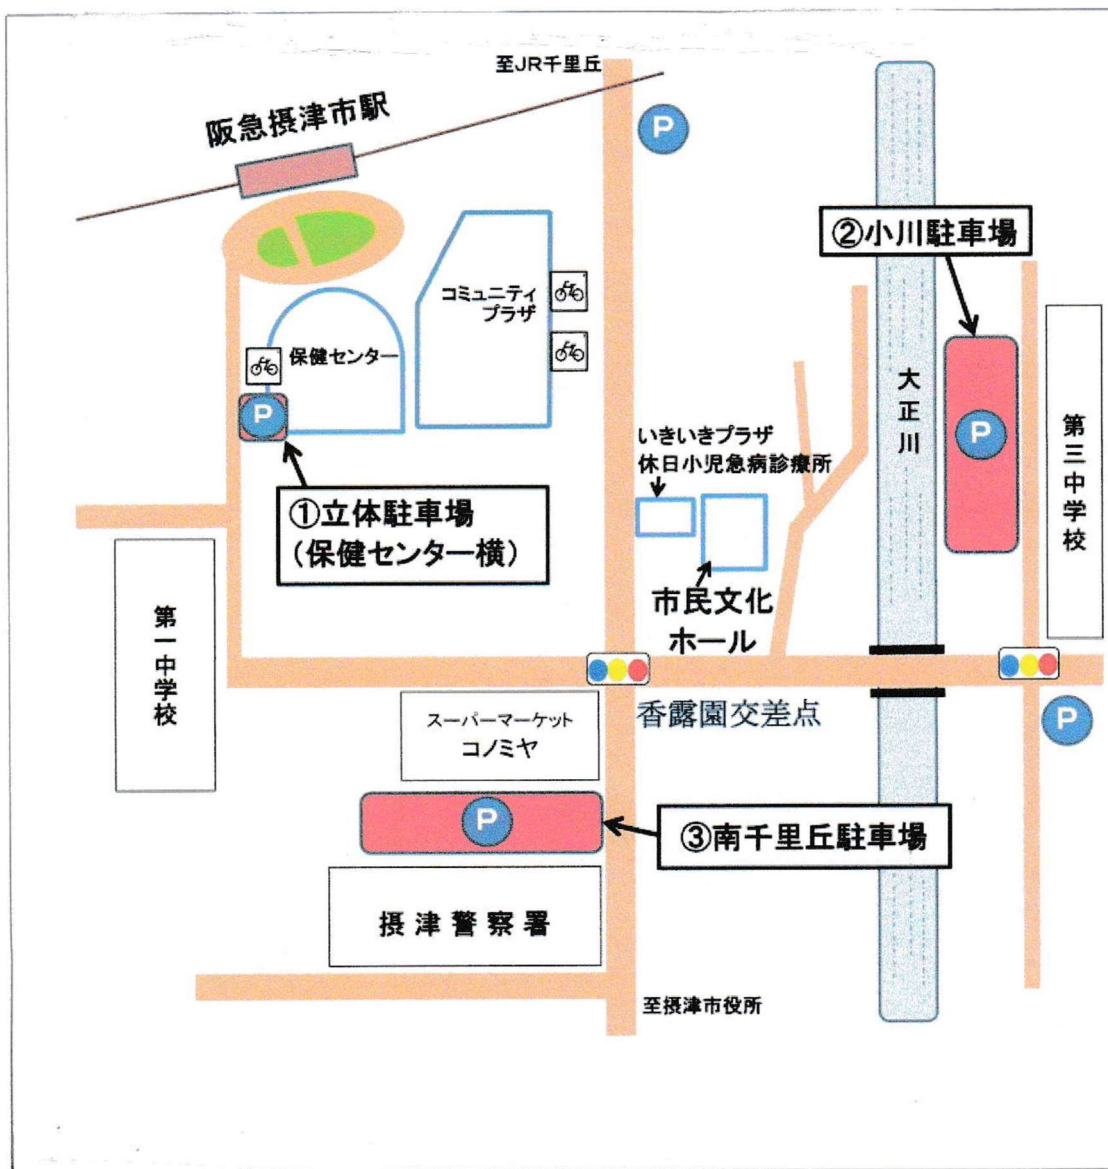 至JR千里丘
阪急摂津市駅
P
②小川駐車場
コミュニティ
プラザ
保健センター
P
大正川
P
第三中学校
いきいきプラザ
休日小児急病診療所
①立体駐車場
（保健センター横）
市民文化
ホール
第一中学校
香露園交差点
スーパーマーケット
コノミヤ
P
P
③南千里丘駐車場
摂津警察署
至摂津市役所